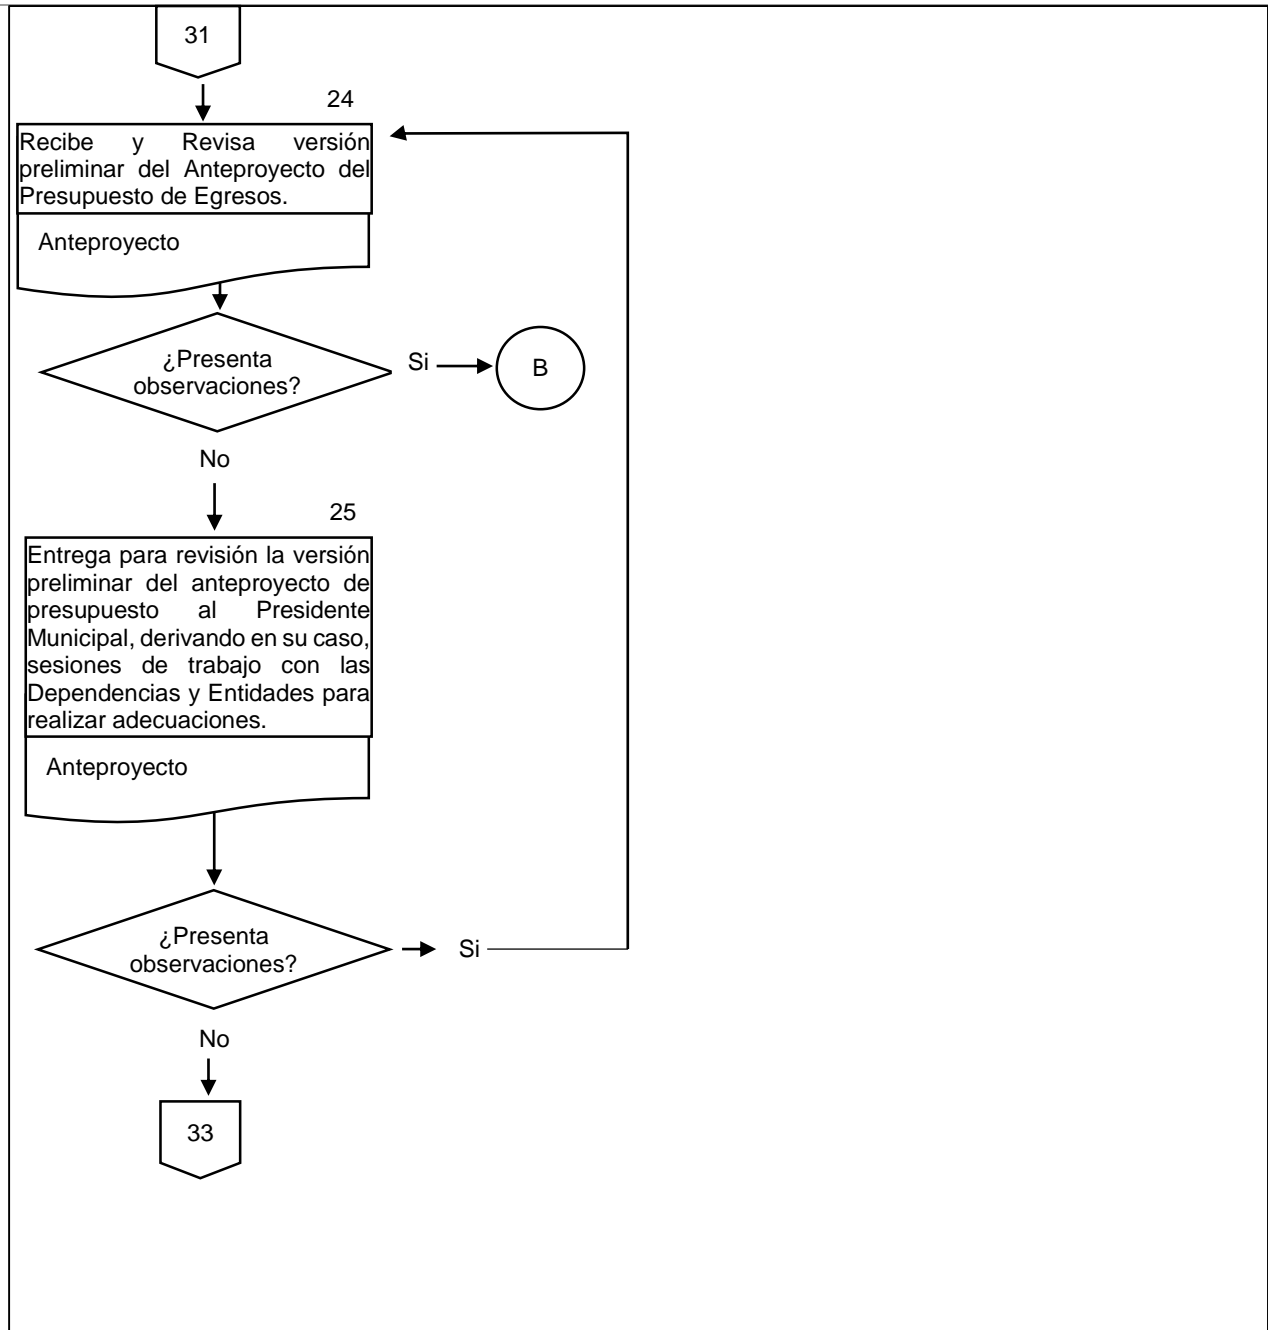 31
24
Recibe y Revisa versión
preliminar del Anteproyecto del
Presupuesto de Egresos.
Anteproyecto
¿Presenta
observaciones?
Si
B
No
25
Entrega para revisión la versión
preliminar del anteproyecto de
presupuesto al Presidente
Municipal, derivando en su caso,
sesiones de trabajo con las
Dependencias y Entidades para
realizar adecuaciones.
Anteproyecto
¿Presenta
observaciones?
Si
No
33